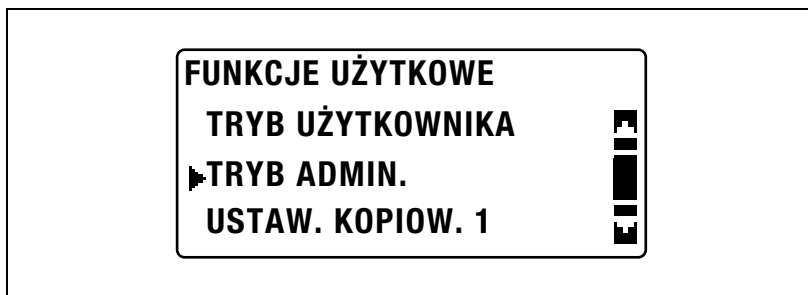 FUNKCJE UŻYTKOWE
TRYB UŻYTKOWNIKA
TRYB ADMIN.
USTAW. KOPIOW. 1